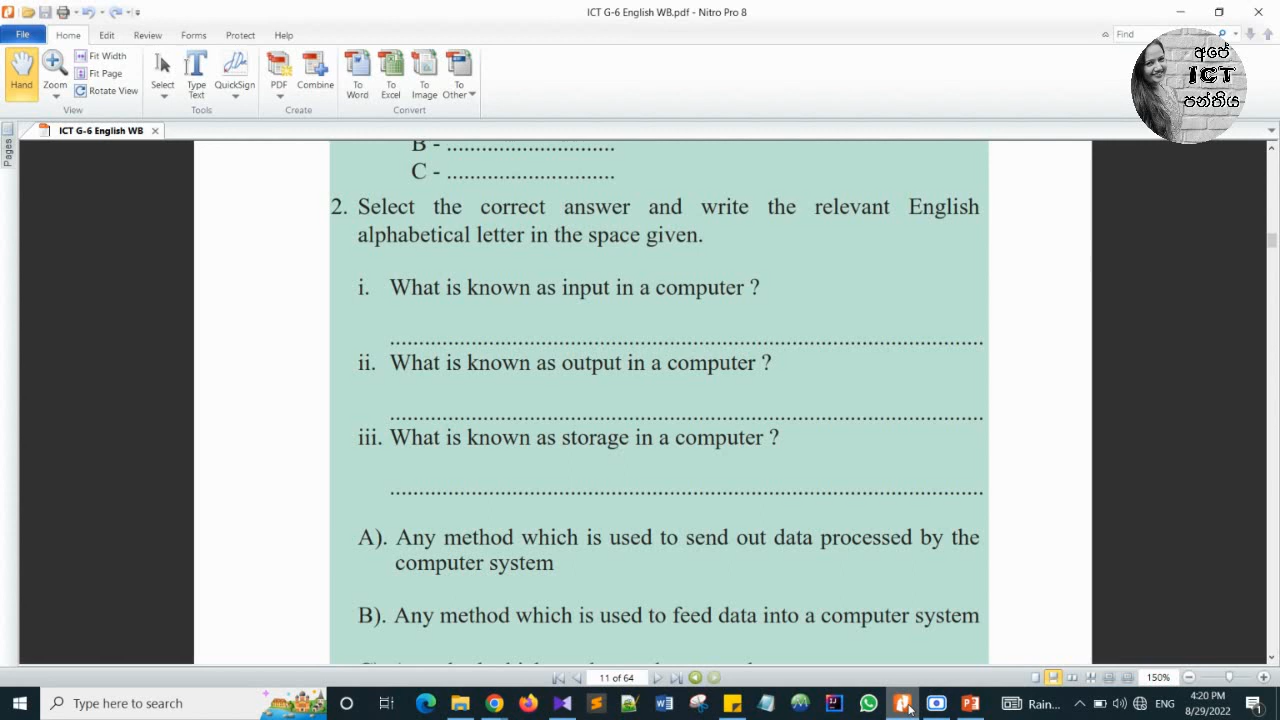 ICT G-6 English WB.pdf - Nitro Pro 8
File Home Edit Review Forms Protect Help
Find
Hand
Zoom
Fit Width
Fit Page
Rotate View
View
Select
Type Text
QuickSign
Tools
PDF
Combine
Create
To Word
To Excel
To Image
To Other
Convert
අපේ
ICT
පන්තිය
ICT G-6 English WB
Pages
B - .............................
C - .............................
2. Select the correct answer and write the relevant English
alphabetical letter in the space given.
i. What is known as input in a computer ?
....................................................................................................
ii. What is known as output in a computer ?
....................................................................................................
iii. What is known as storage in a computer ?
....................................................................................................
A). Any method which is used to send out data processed by the
computer system
B). Any method which is used to feed data into a computer system
11 of 64
150%
Type here to search
Rain...
ENG
4:20 PM
8/29/2022